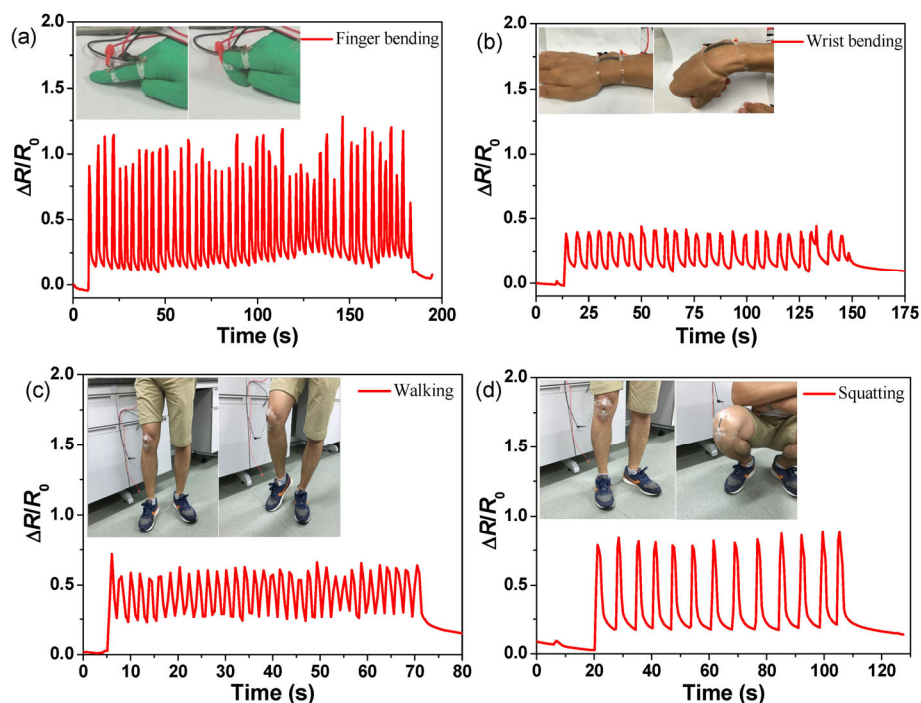 (a)
Finger bending
ΔR/R0
2.0
1.5
1.0
0.5
0.0
0 25 50 75 100 125 150 175 200
Time (s)
(b)
Wrist bending
ΔR/R0
2.0
1.5
1.0
0.5
0.0
0 25 50 75 100 125 150 175
Time (s)
(c)
Walking
ΔR/R0
2.0
1.5
1.0
0.5
0.0
0 10 20 30 40 50 60 70 80
Time (s)
(d)
Squatting
ΔR/R0
2.0
1.5
1.0
0.5
0.0
0 20 40 60 80 100 120
Time (s)